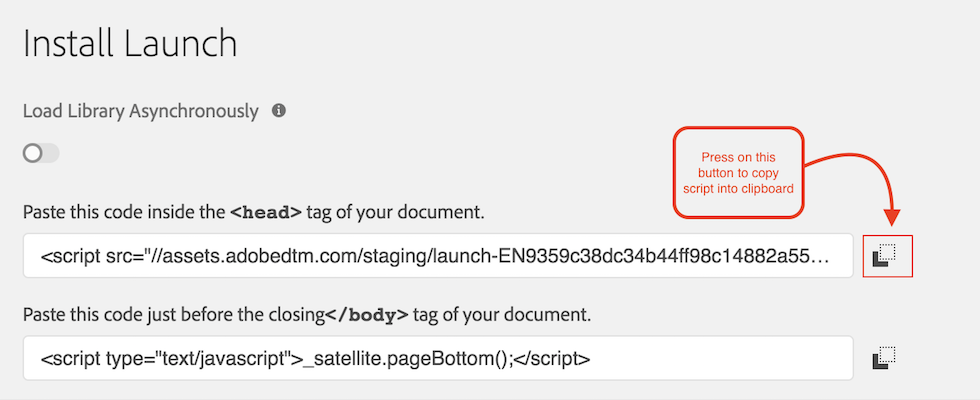 Install Launch
Load Library Asynchronously
Press on this
button to copy
script into clipboard
Paste this code inside the <head> tag of your document.
<script src="//assets.adobedtm.com/staging/launch-EN9359c38dc34b44ff98c14882a55...
Paste this code just before the closing</body> tag of your document.
<script type="text/javascript">_satellite.pageBottom();</script>